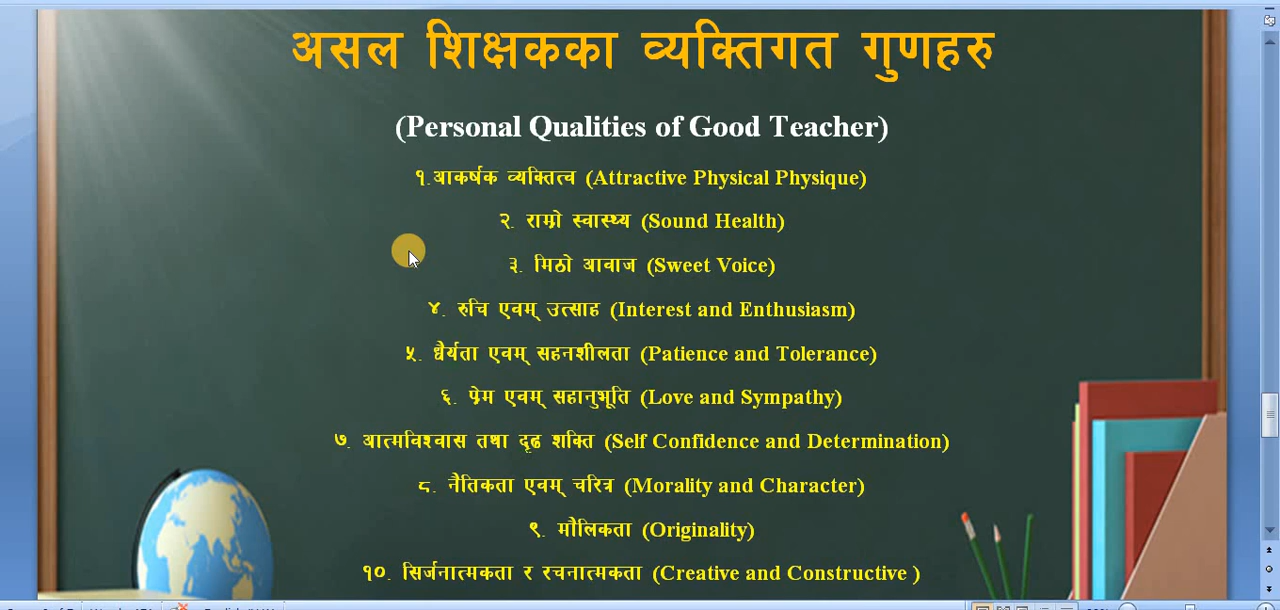 असल शिक्षकका व्यक्तिगत गुणहरु
(Personal Qualities of Good Teacher)
१.आकर्षक व्यक्तित्व (Attractive Physical Physique)
२. राम्रो स्वास्थ्य (Sound Health)
३. मिठो आवाज (Sweet Voice)
४. रुचि एवम् उत्साह (Interest and Enthusiasm)
५. धैर्यता एवम् सहनशीलता (Patience and Tolerance)
६. प्रेम एवम् सहानुभूति (Love and Sympathy)
७. आत्मविश्वास तथा दृढ शक्ति (Self Confidence and Determination)
८. नैतिकता एवम् चरित्र (Morality and Character)
९. मौलिकता (Originality)
१०. सिर्जनात्मकता र रचनात्मकता (Creative and Constructive )